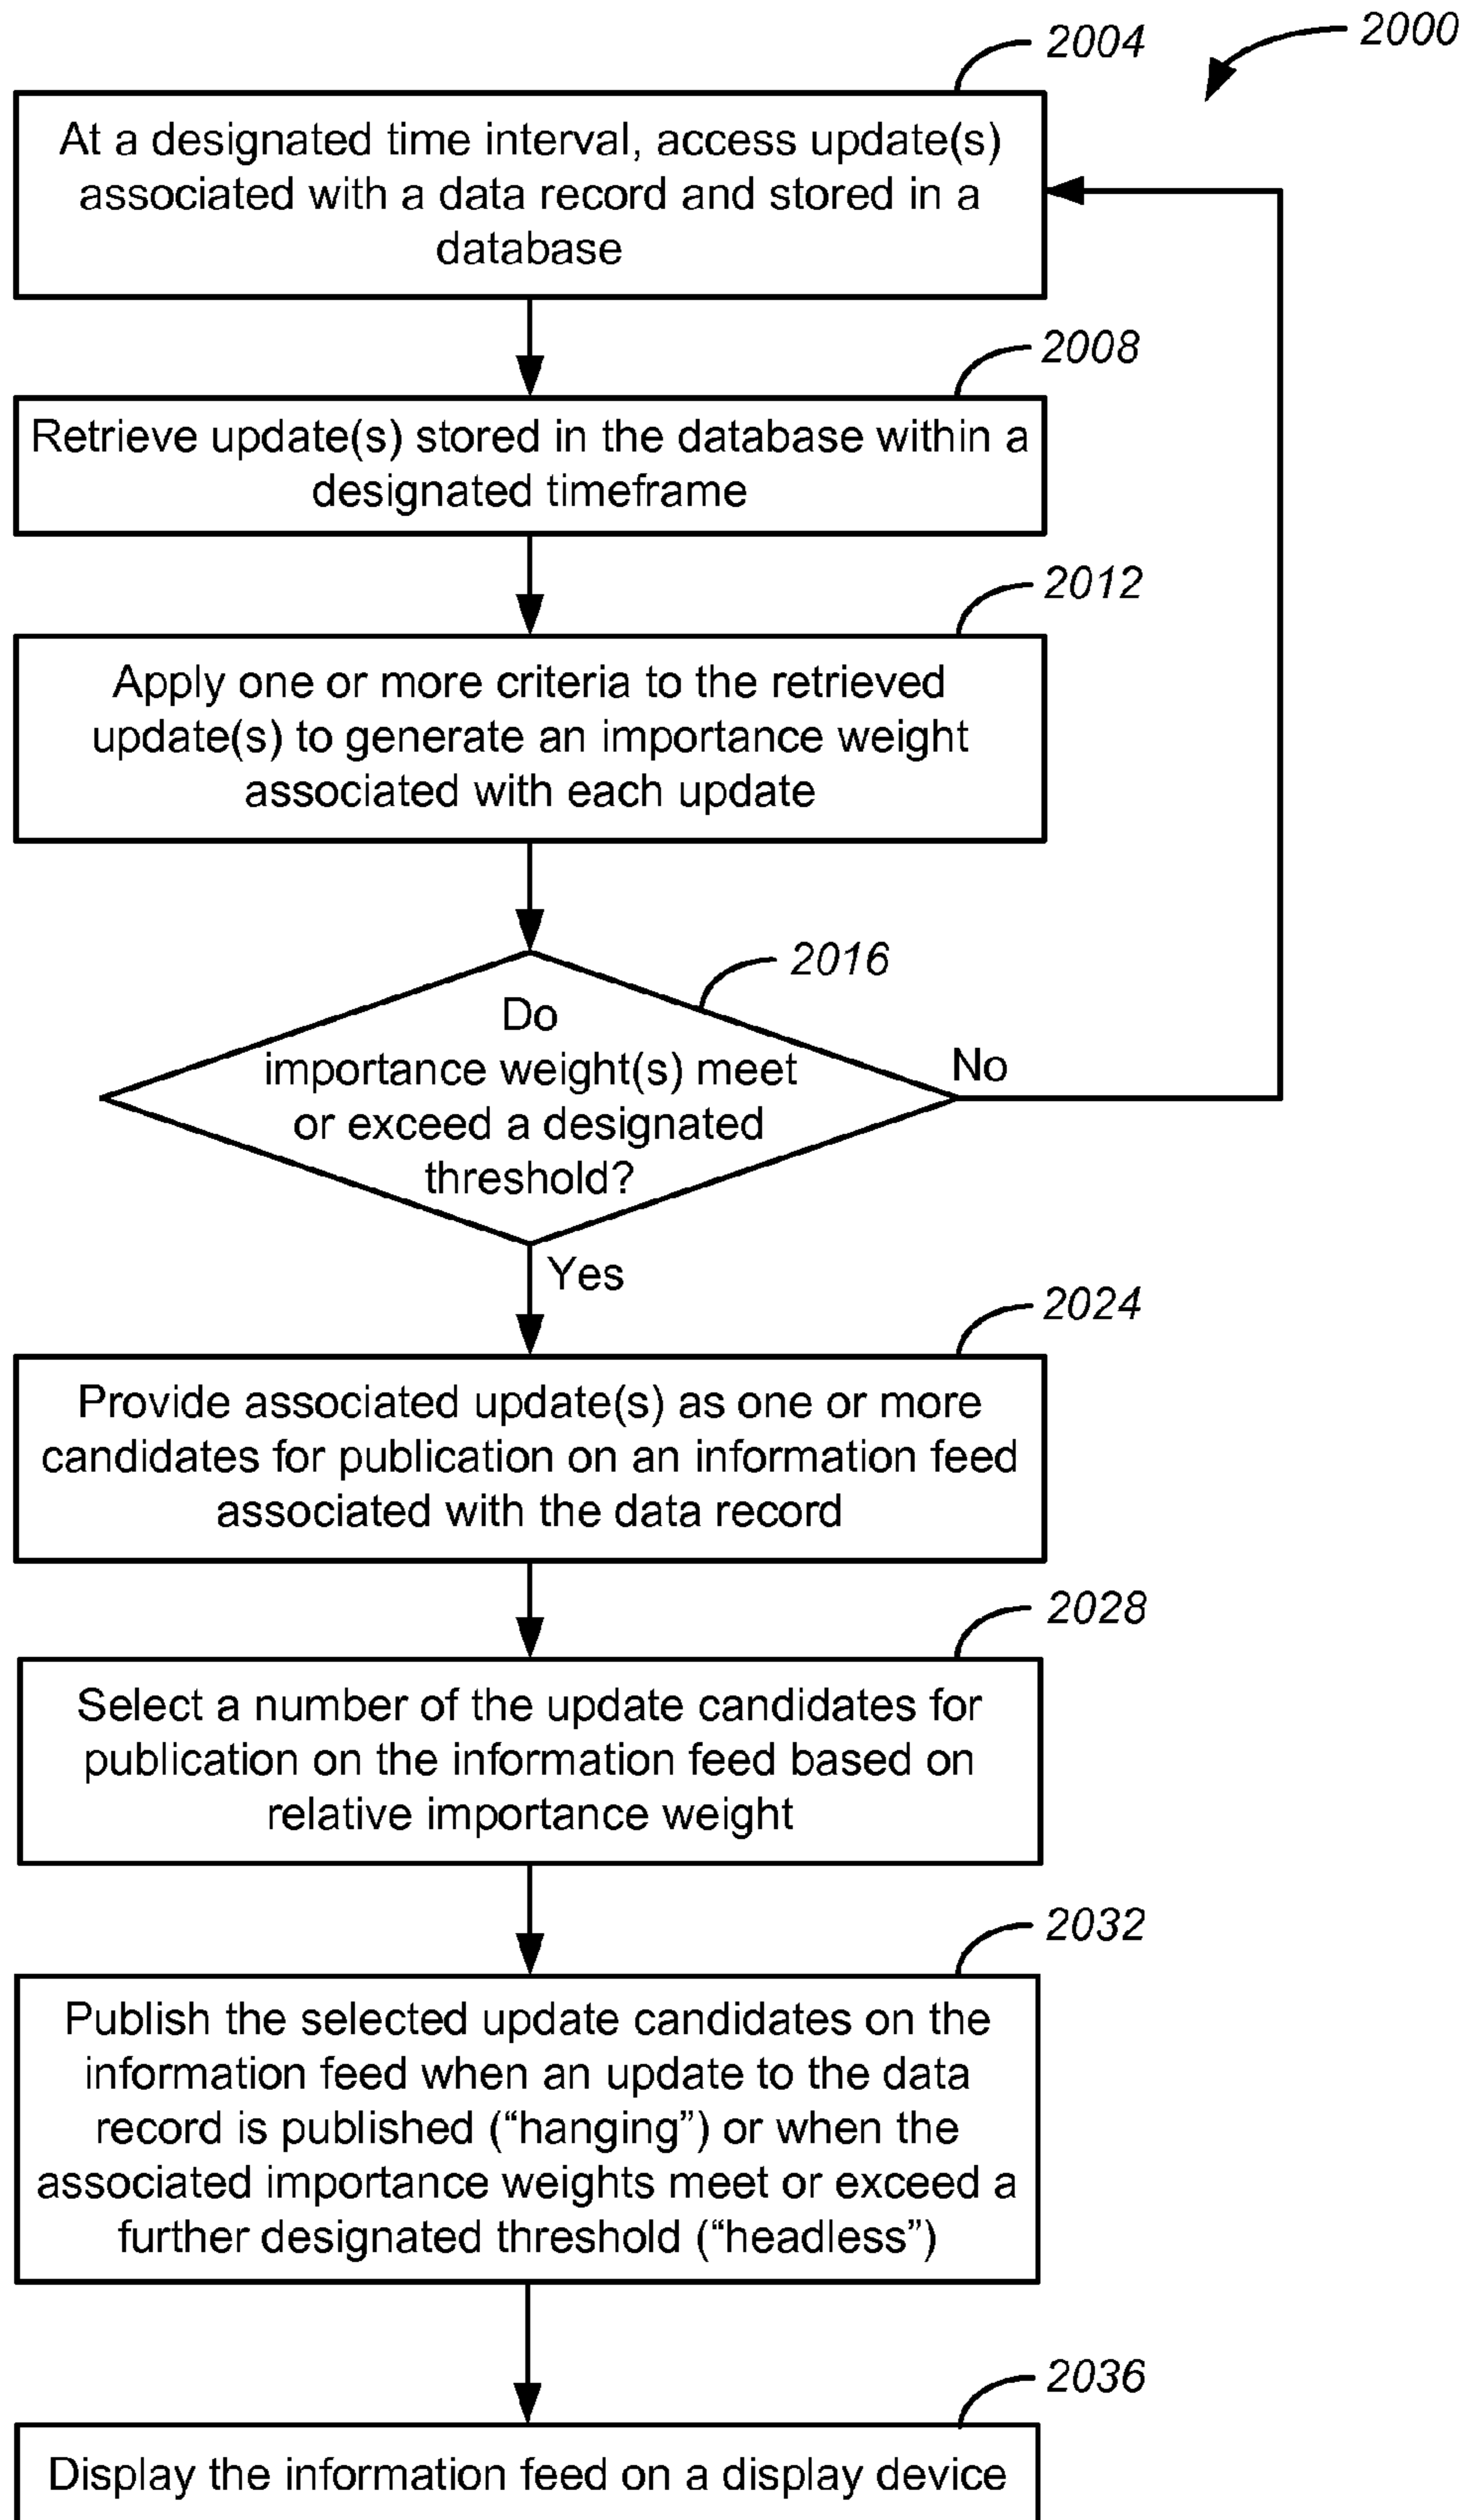 2000
2004
At a designated time interval, access update(s)
associated with a data record and stored in a
database
2008
Retrieve update(s) stored in the database within a
designated timeframe
2012
Apply one or more criteria to the retrieved
update(s) to generate an importance weight
associated with each update
2016
Do
importance weight(s) meet
or exceed a designated
threshold?
No
Yes
2024
Provide associated update(s) as one or more
candidates for publication on an information feed
associated with the data record
2028
Select a number of the update candidates for
publication on the information feed based on
relative importance weight
2032
Publish the selected update candidates on the
information feed when an update to the data
record is published (“hanging”) or when the
associated importance weights meet or exceed a
further designated threshold (“headless”)
2036
Display the information feed on a display device